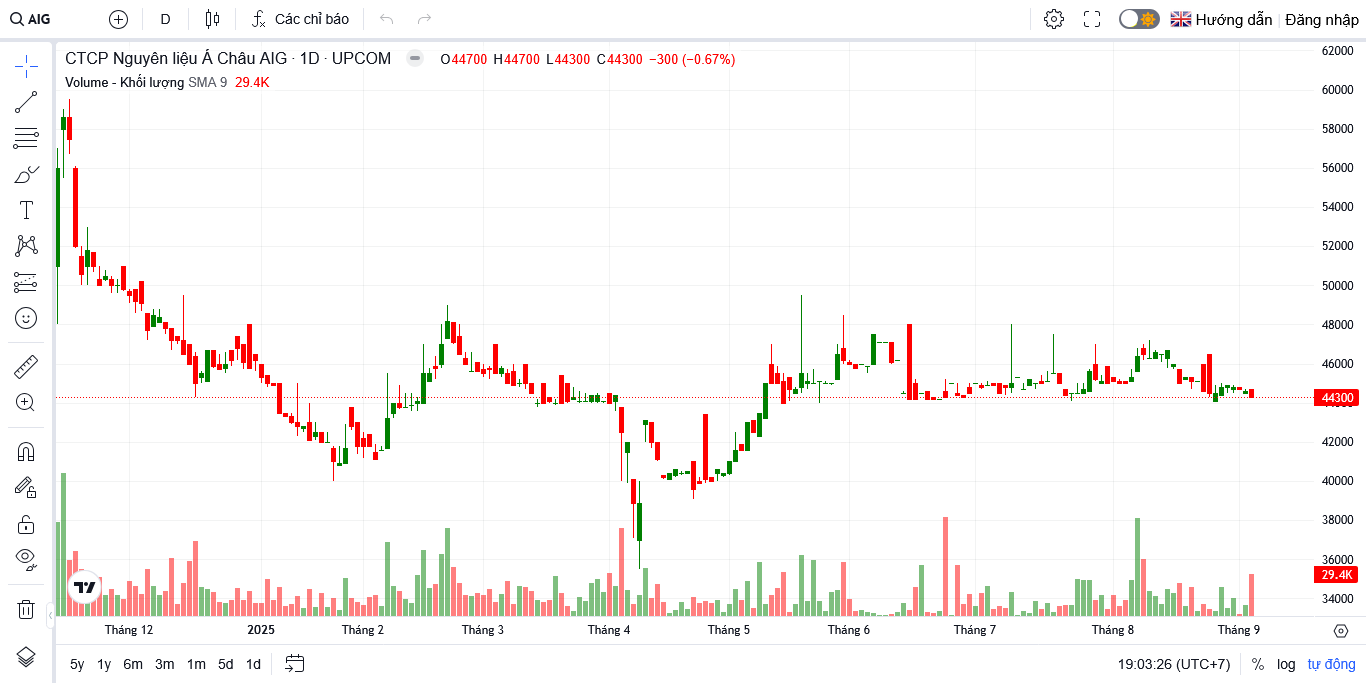 AIG D Các chỉ báo Hướng dẫn Đăng nhập
CTCP Nguyên liệu Á Châu AIG · 1D · UPCOM O44700 H44700 L44300 C44300 −300 (−0.67%)
Volume - Khối lượng SMA 9 29.4K
62000
60000
58000
56000
54000
52000
50000
48000
46000
44300
42000
40000
38000
36000
29.4K
34000
Tháng 12 2025 Tháng 2 Tháng 3 Tháng 4 Tháng 5 Tháng 6 Tháng 7 Tháng 8 Tháng 9
5y 1y 6m 3m 1m 5d 1d 19:03:26 (UTC+7) % log tự động